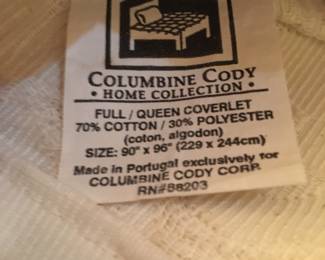 COLUMBINE CODY
• HOME COLLECTION •
FULL / QUEEN COVERLET
70% COTTON / 30% POLYESTER
(coton, algodon)
SIZE: 90" x 96" (229 x 244cm)
Made in Portugal exclusively for
COLUMBINE CODY CORP.
RN#88203